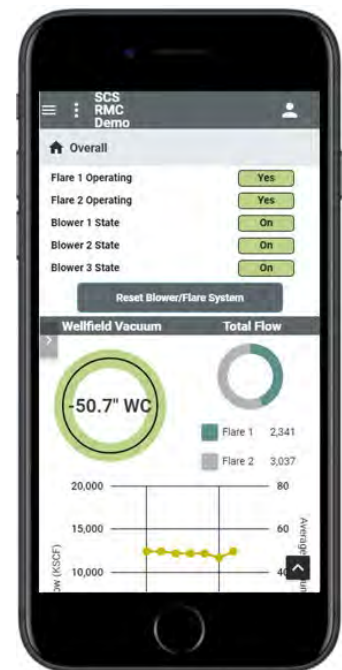 SCS
RMC
Demo
Overall
Flare 1 Operating Yes
Flare 2 Operating Yes
Blower 1 State On
Blower 2 State On
Blower 3 State On
Reset Blower/Flare System
Wellfield Vacuum Total Flow
-50.7" WC
Flare 1 2,341
Flare 2 3,037
20,000 80
15,000 60
10,000
(KSCF)
Average